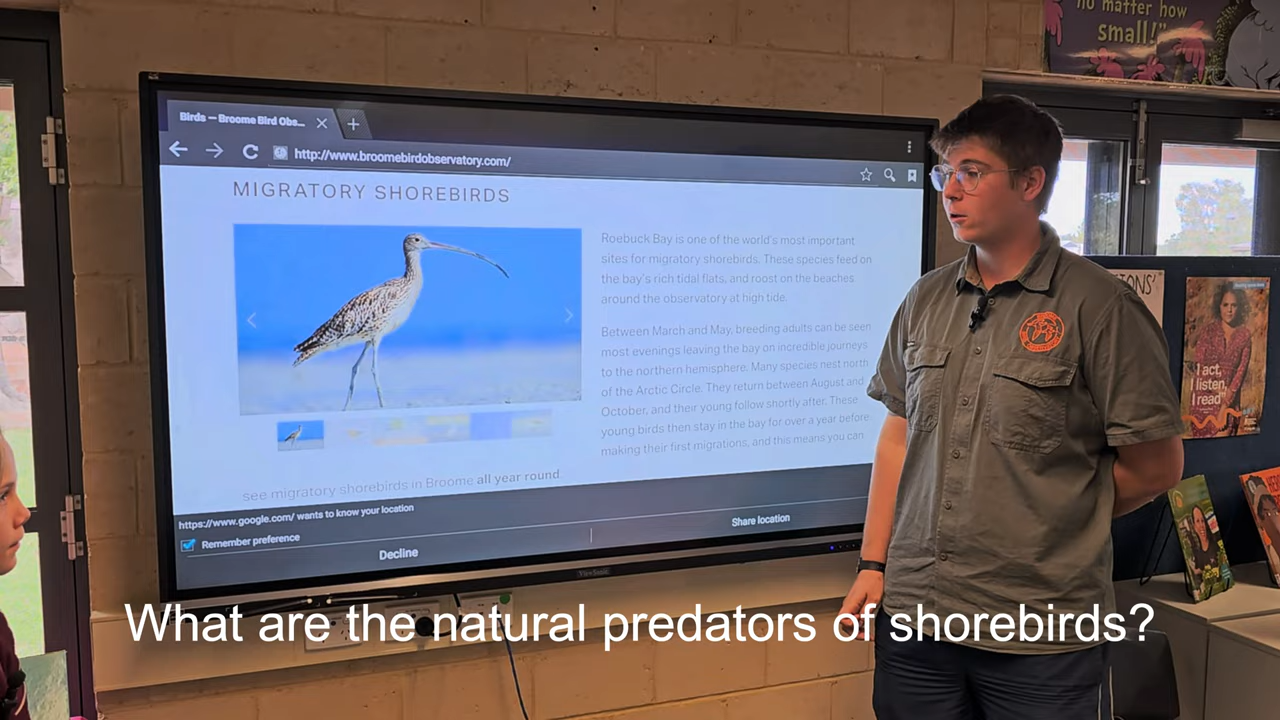 no matter how
small!"
Birds — Broome Bird Obs...
http://www.broomebirdobservatory.com/
MIGRATORY SHOREBIRDS
Roebuck Bay is one of the world's most important
sites for migratory shorebirds. These species feed on
the bay's rich tidal flats, and roost on the beaches
around the observatory at high tide.
Between March and May, breeding adults can be seen
most evenings leaving the bay on incredible journeys
to the northern hemisphere. Many species nest north
of the Arctic Circle. They return between August and
October, and their young follow shortly after. These
young birds then stay in the bay for over a year before
making their first migrations, and this means you can
see migratory shorebirds in Broome all year round
https://www.google.com/ wants to know your location
Remember preference
Decline
Share location
ViewSonic
I act,
I listen,
I read"
What are the natural predators of shorebirds?